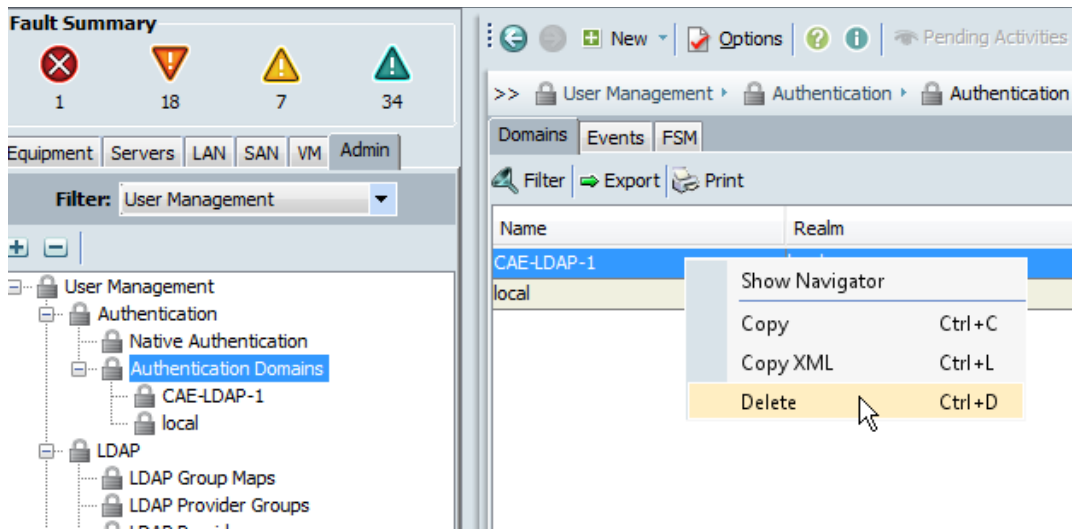 Fault Summary
1 18 7 34
Equipment Servers LAN SAN VM Admin
Filter: User Management
User Management
Authentication
Native Authentication
Authentication Domains
CAE-LDAP-1
local
LDAP
LDAP Group Maps
LDAP Provider Groups
New Options ? i Pending Activities
>> User Management Authentication Authentication
Domains Events FSM
Filter Export Print
Name Realm
CAE-LDAP-1
local
Show Navigator
Copy Ctrl+C
Copy XML Ctrl+L
Delete Ctrl+D